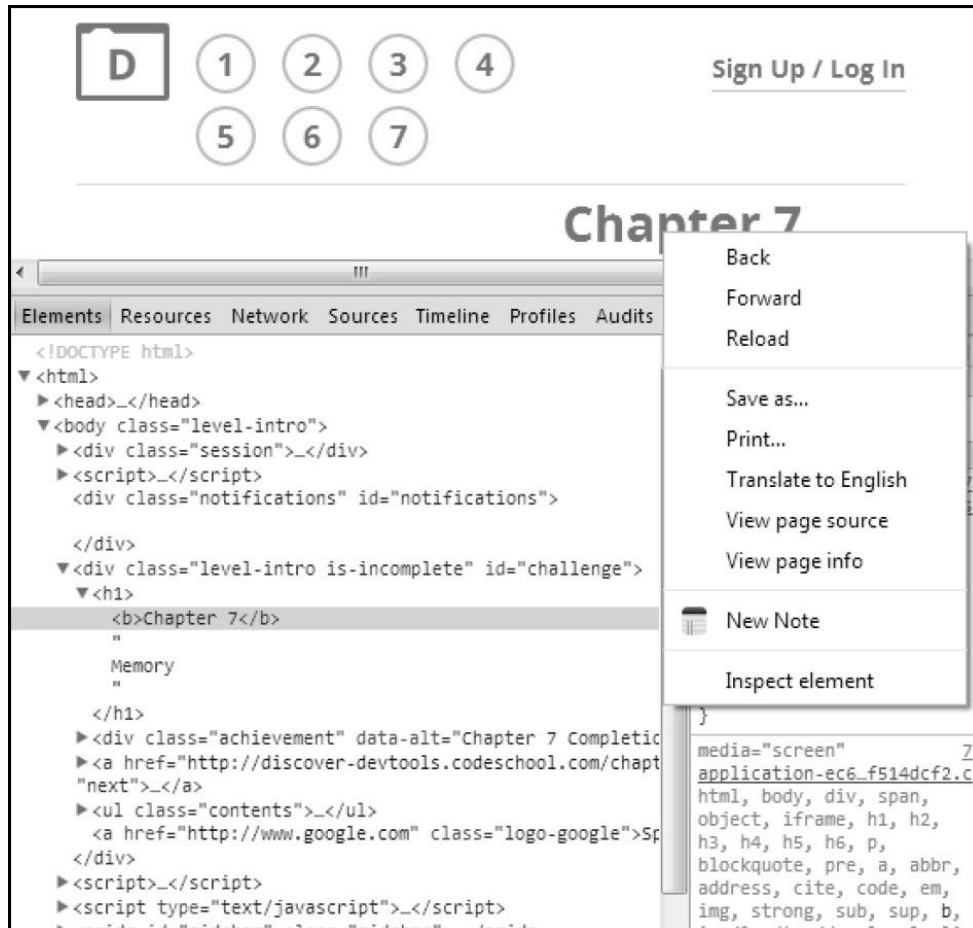 D 1 2 3 4
Sign Up / Log In
5 6 7
Chapter 7
Elements Resources Network Sources Timeline Profiles Audits
<!DOCTYPE html>
▼<html>
▶<head>…</head>
▼<body class="level-intro">
▶<div class="session">…</div>
▶<script>…</script>
<div class="notifications" id="notifications">
</div>
▼<div class="level-intro is-incomplete" id="challenge">
▼<h1>
<b>Chapter 7</b>
"
Memory
"
</h1>
▶<div class="achievement" data-alt="Chapter 7 Completic
▶<a href="http://discover-devtools.codeschool.com/chapt
"next">…</a>
▶<ul class="contents">…</ul>
<a href="http://www.google.com" class="logo-google">Sp
</div>
▶<script>…</script>
▶<script type="text/javascript">…</script>
Back
Forward
Reload
Save as...
Print...
Translate to English
View page source
View page info
New Note
Inspect element
}
media="screen" 7
application-ec6…f514dcf2.c
html, body, div, span,
object, iframe, h1, h2,
h3, h4, h5, h6, p,
blockquote, pre, a, abbr,
address, cite, code, em,
img, strong, sub, sup, b,